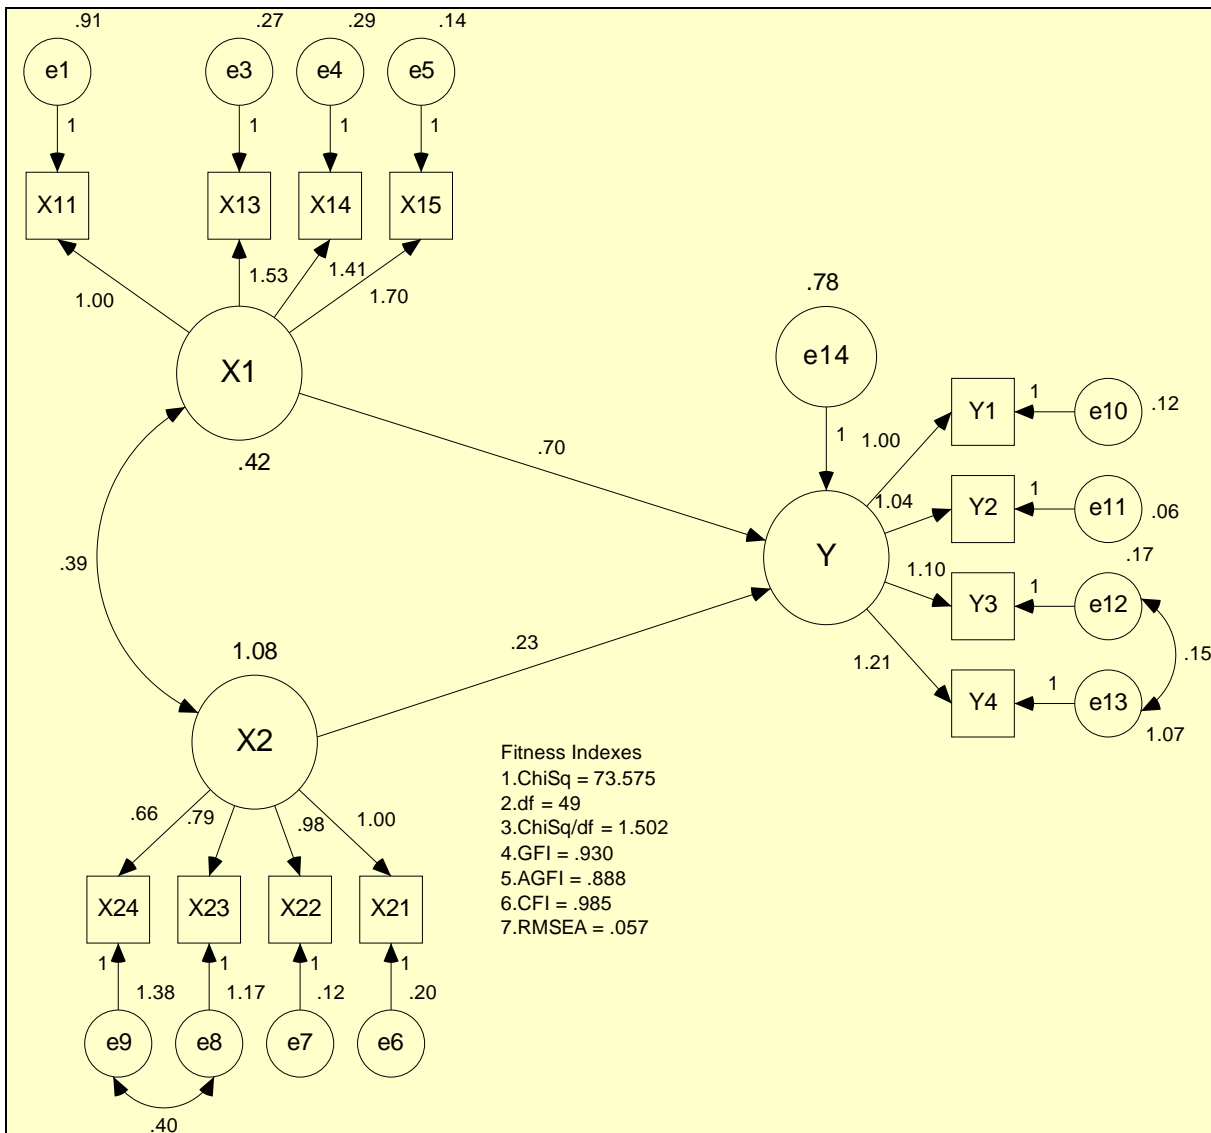 .91
.27
.29
.14
e1
e3
e4
e5
1
1
1
1
X11
X13
X14
X15
1.00
1.53
1.41
1.70
X1
.42
.70
.78
e14
1
1.00
Y1
1
e10
.12
1.04
Y2
1
e11
.06
.39
Y
.17
1.10
Y3
1
e12
.15
1.21
Y4
1
e13
1.07
.23
1.08
X2
.66
.79
.98
1.00
X24
X23
X22
X21
1
1
1
1
1.38
1.17
.12
.20
e9
e8
e7
e6
.40
Fitness Indexes
1.ChiSq = 73.575
2.df = 49
3.ChiSq/df = 1.502
4.GFI = .930
5.AGFI = .888
6.CFI = .985
7.RMSEA = .057